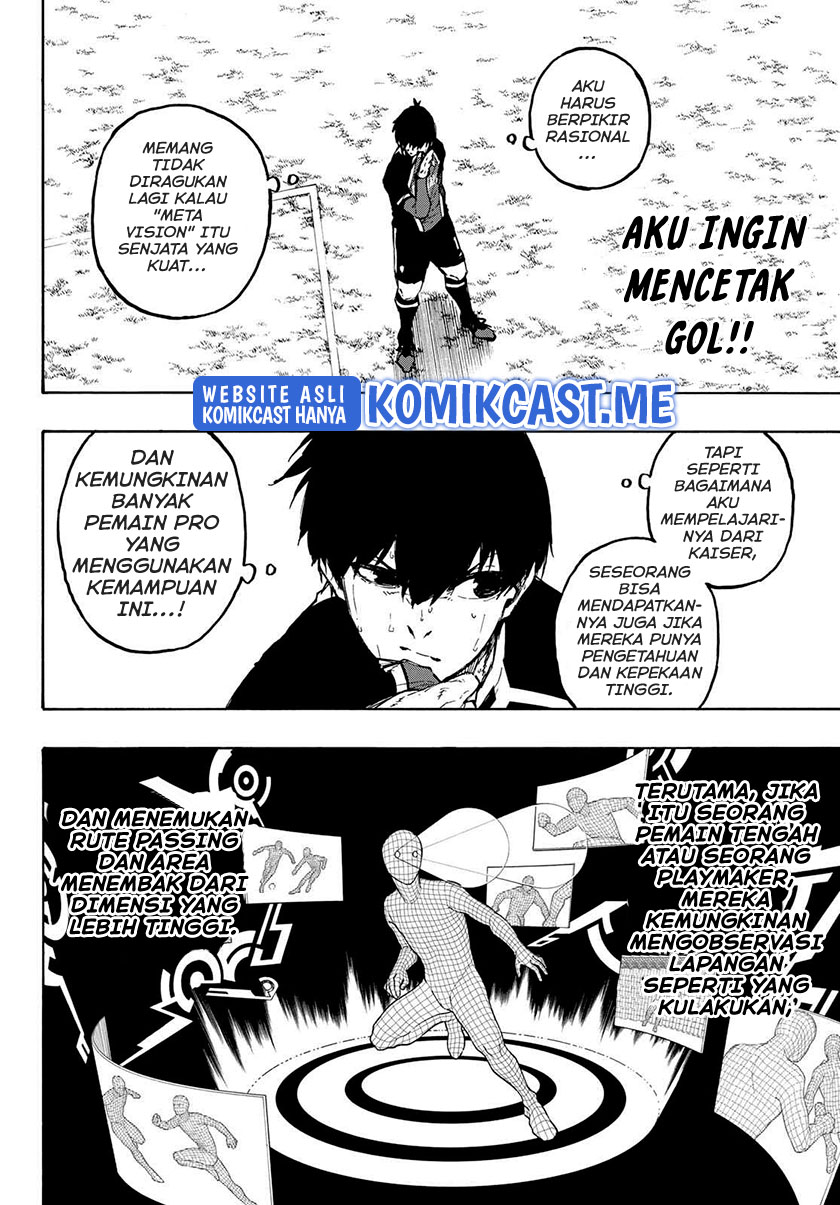 AKU
HARUS
BERPIKIR
RASIONAL
...
AKU INGIN
MENCETAK
GOL!!
MEMANG
TIDAK
DIRAGUKAN
LAGI KALAU
"META
VISION" ITU
SENJATA YANG
KUAT...
WEBSITE ASLI
KOMIKCAST HANYA
KOMIKCAST.ME
TAPI
SEPERTI
BAGAIMANA
AKU
MEMPELAJARI-
NYA DARI
KAISER,
SESEORANG
BISA
MENDAPATKAN-
NYA JUGA JIKA
MEREKA PUNYA
PENGETAHUAN
DAN KEPEKAAN
TINGGI.
DAN
KEMUNGKINAN
BANYAK
PEMAIN PRO
YANG
MENGGUNAKAN
KEMAMPUAN
INI...!
TERUTAMA, JIKA
ITU SEORANG
PEMAIN TENGAH
ATAU SEORANG
PLAYMAKER,
MEREKA
KEMUNGKINAN
MENGOBSERVASI
LAPANGAN
SEPERTI YANG
KULAKUKAN,
DAN MENEMUKAN
RUTE PASSING
DAN AREA
MENEMBAK DARI
DIMENSI YANG
LEBIH TINGGI.